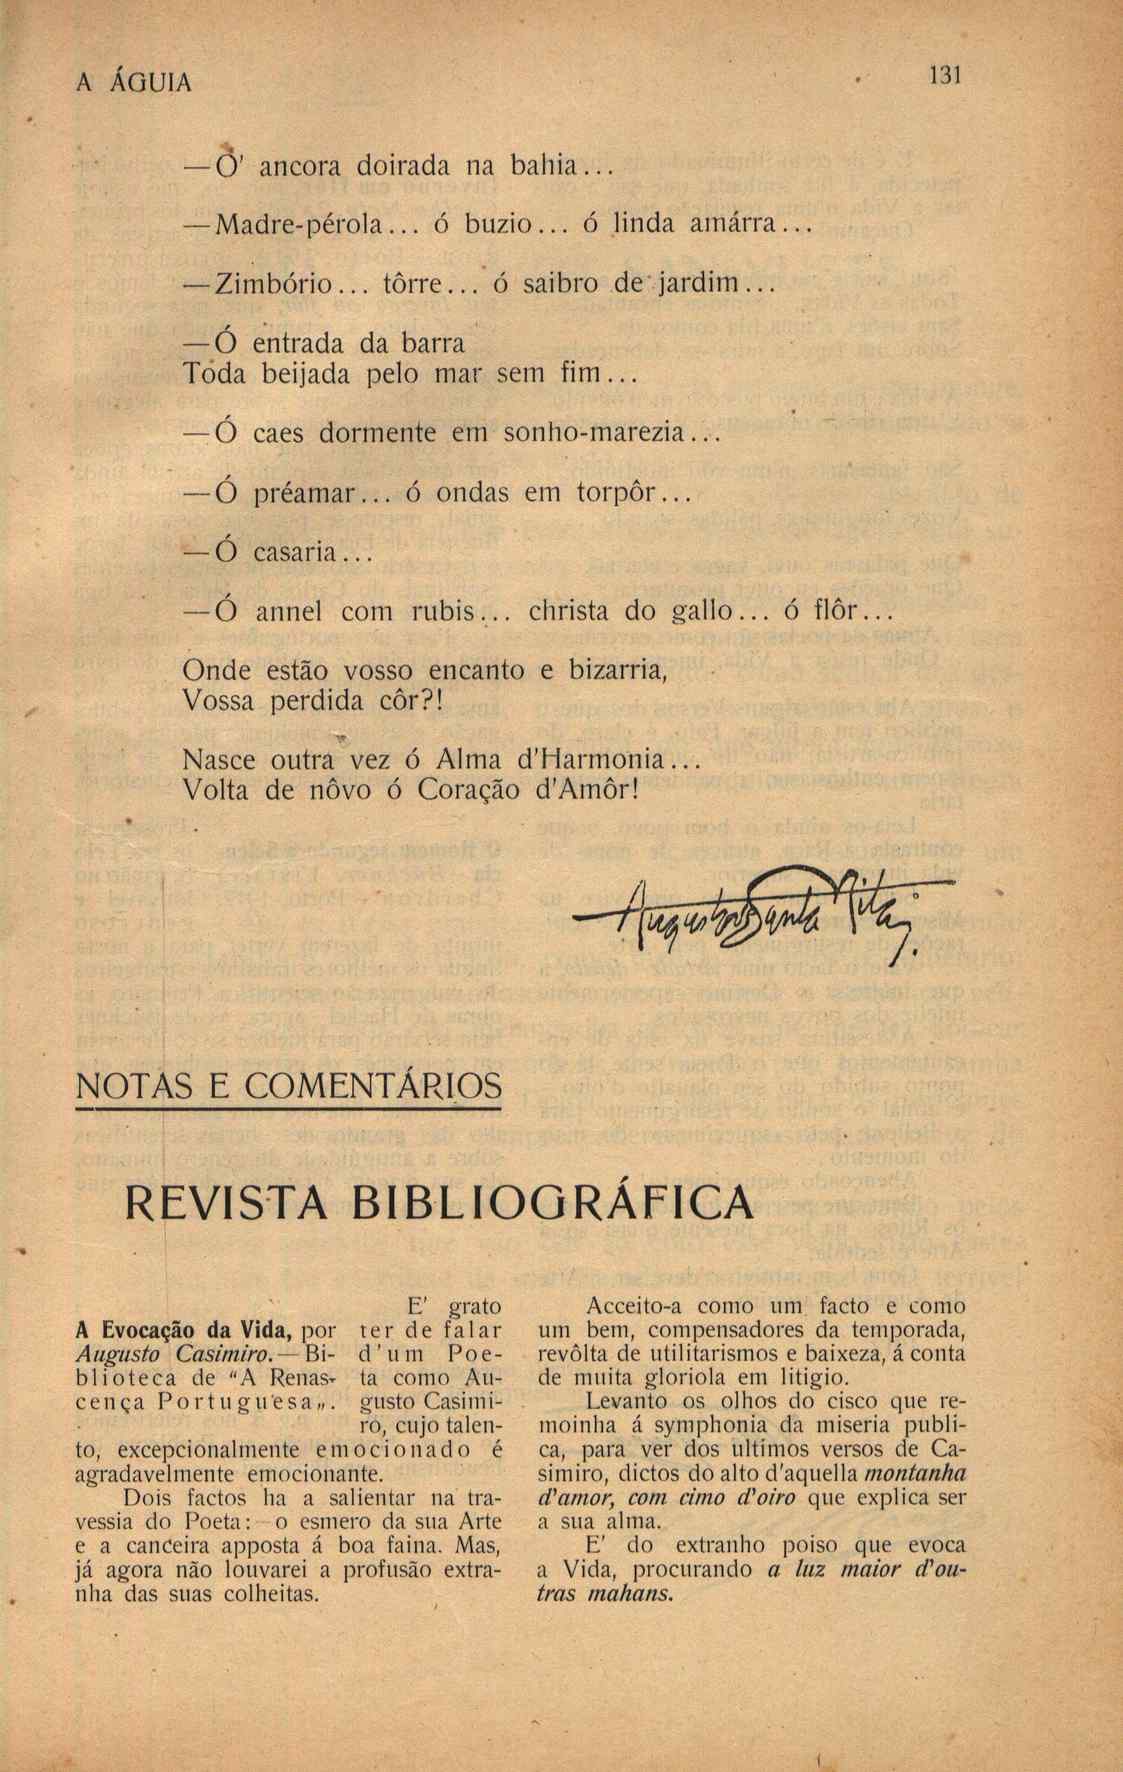 A ÁGUIA
131
—Ó' ancora doirada na bahia...
—Madre-pérola... ó buzio... ó linda amárra...
—Zimbório... tôrre... ó saibro de jardim...
—Ó entrada da barra
Tôda beijada pelo mar sem fim...
—Ó caes dormente em sonho-marezia...
—Ó préamar... ó ondas em torpôr...
—Ó casaria...
—Ó annel com rubis... christa do gallo... ó flôr...
Onde estão vosso encanto e bizarria,
Vossa perdida côr?!
Nasce outra vez ó Alma d'Harmonia...
Volta de nôvo ó Coração d'Amôr!
Augusto Santa Rita
NOTAS E COMENTÁRIOS
REVISTA BIBLIOGRÁFICA
A Evocação da Vida, por
Augusto Casimiro.—Bi-
blioteca de "A Renas-
cença Portuguesa„.
E' grato
ter de falar
d'um Poe-
ta como Au-
gusto Casimi-
ro, cujo talen-
to, excepcionalmente emocionado é
agradavelmente emocionante.
Dois factos ha a salientar na tra-
vessia do Poeta:—o esmero da sua Arte
e a canceira apposta á boa faina. Mas,
já agora não louvarei a profusão extra-
nha das suas colheitas.
Acceito-a como um facto e como
um bem, compensadores da temporada,
revôlta de utilitarismos e baixeza, á conta
de muita gloriola em litigio.
Levanto os olhos do cisco que re-
moinha á symphonia da miseria publi-
ca, para ver dos ultimos versos de Ca-
simiro, dictos do alto d'aquella montanha
d'amor, com cimo d'oiro que explica ser
a sua alma.
E' do extranho poiso que evoca
a Vida, procurando a luz maior d'ou-
tras mahans.